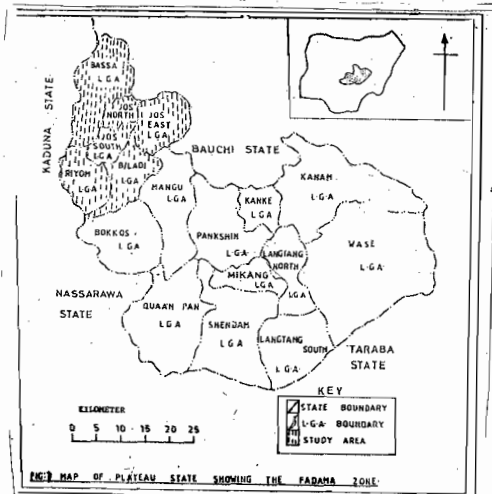 BASSA
L.G.A
JOS
NORTH
JOS
EAST
L.G.A
JOS
SOUTH
L.G.A
RIYOM
L.G.A
B/LADI
L.G.A
KADUNA STATE
BAUCHI STATE
MANGU
L.G.A
KANKE
L.G.A
KANAM
L.G.A
BOKKOS
L.G.A
PANKSHIN
L.G.A
LANGTANG
NORTH
L.G.A
WASE
L.G.A
MIKANG
L.G.A
NASSARAWA
STATE
QUAAN PAN
L.G.A
SHENDAM
L.G.A
LANGTANG
SOUTH
L.G.A
TARABA
STATE
KEY
STATE BOUNDARY
L.G.A. BOUNDARY
STUDY AREA
KILOMETER
0 5 10 15 20 25
MAP OF PLATEAU STATE SHOWING THE FADAMA ZONE